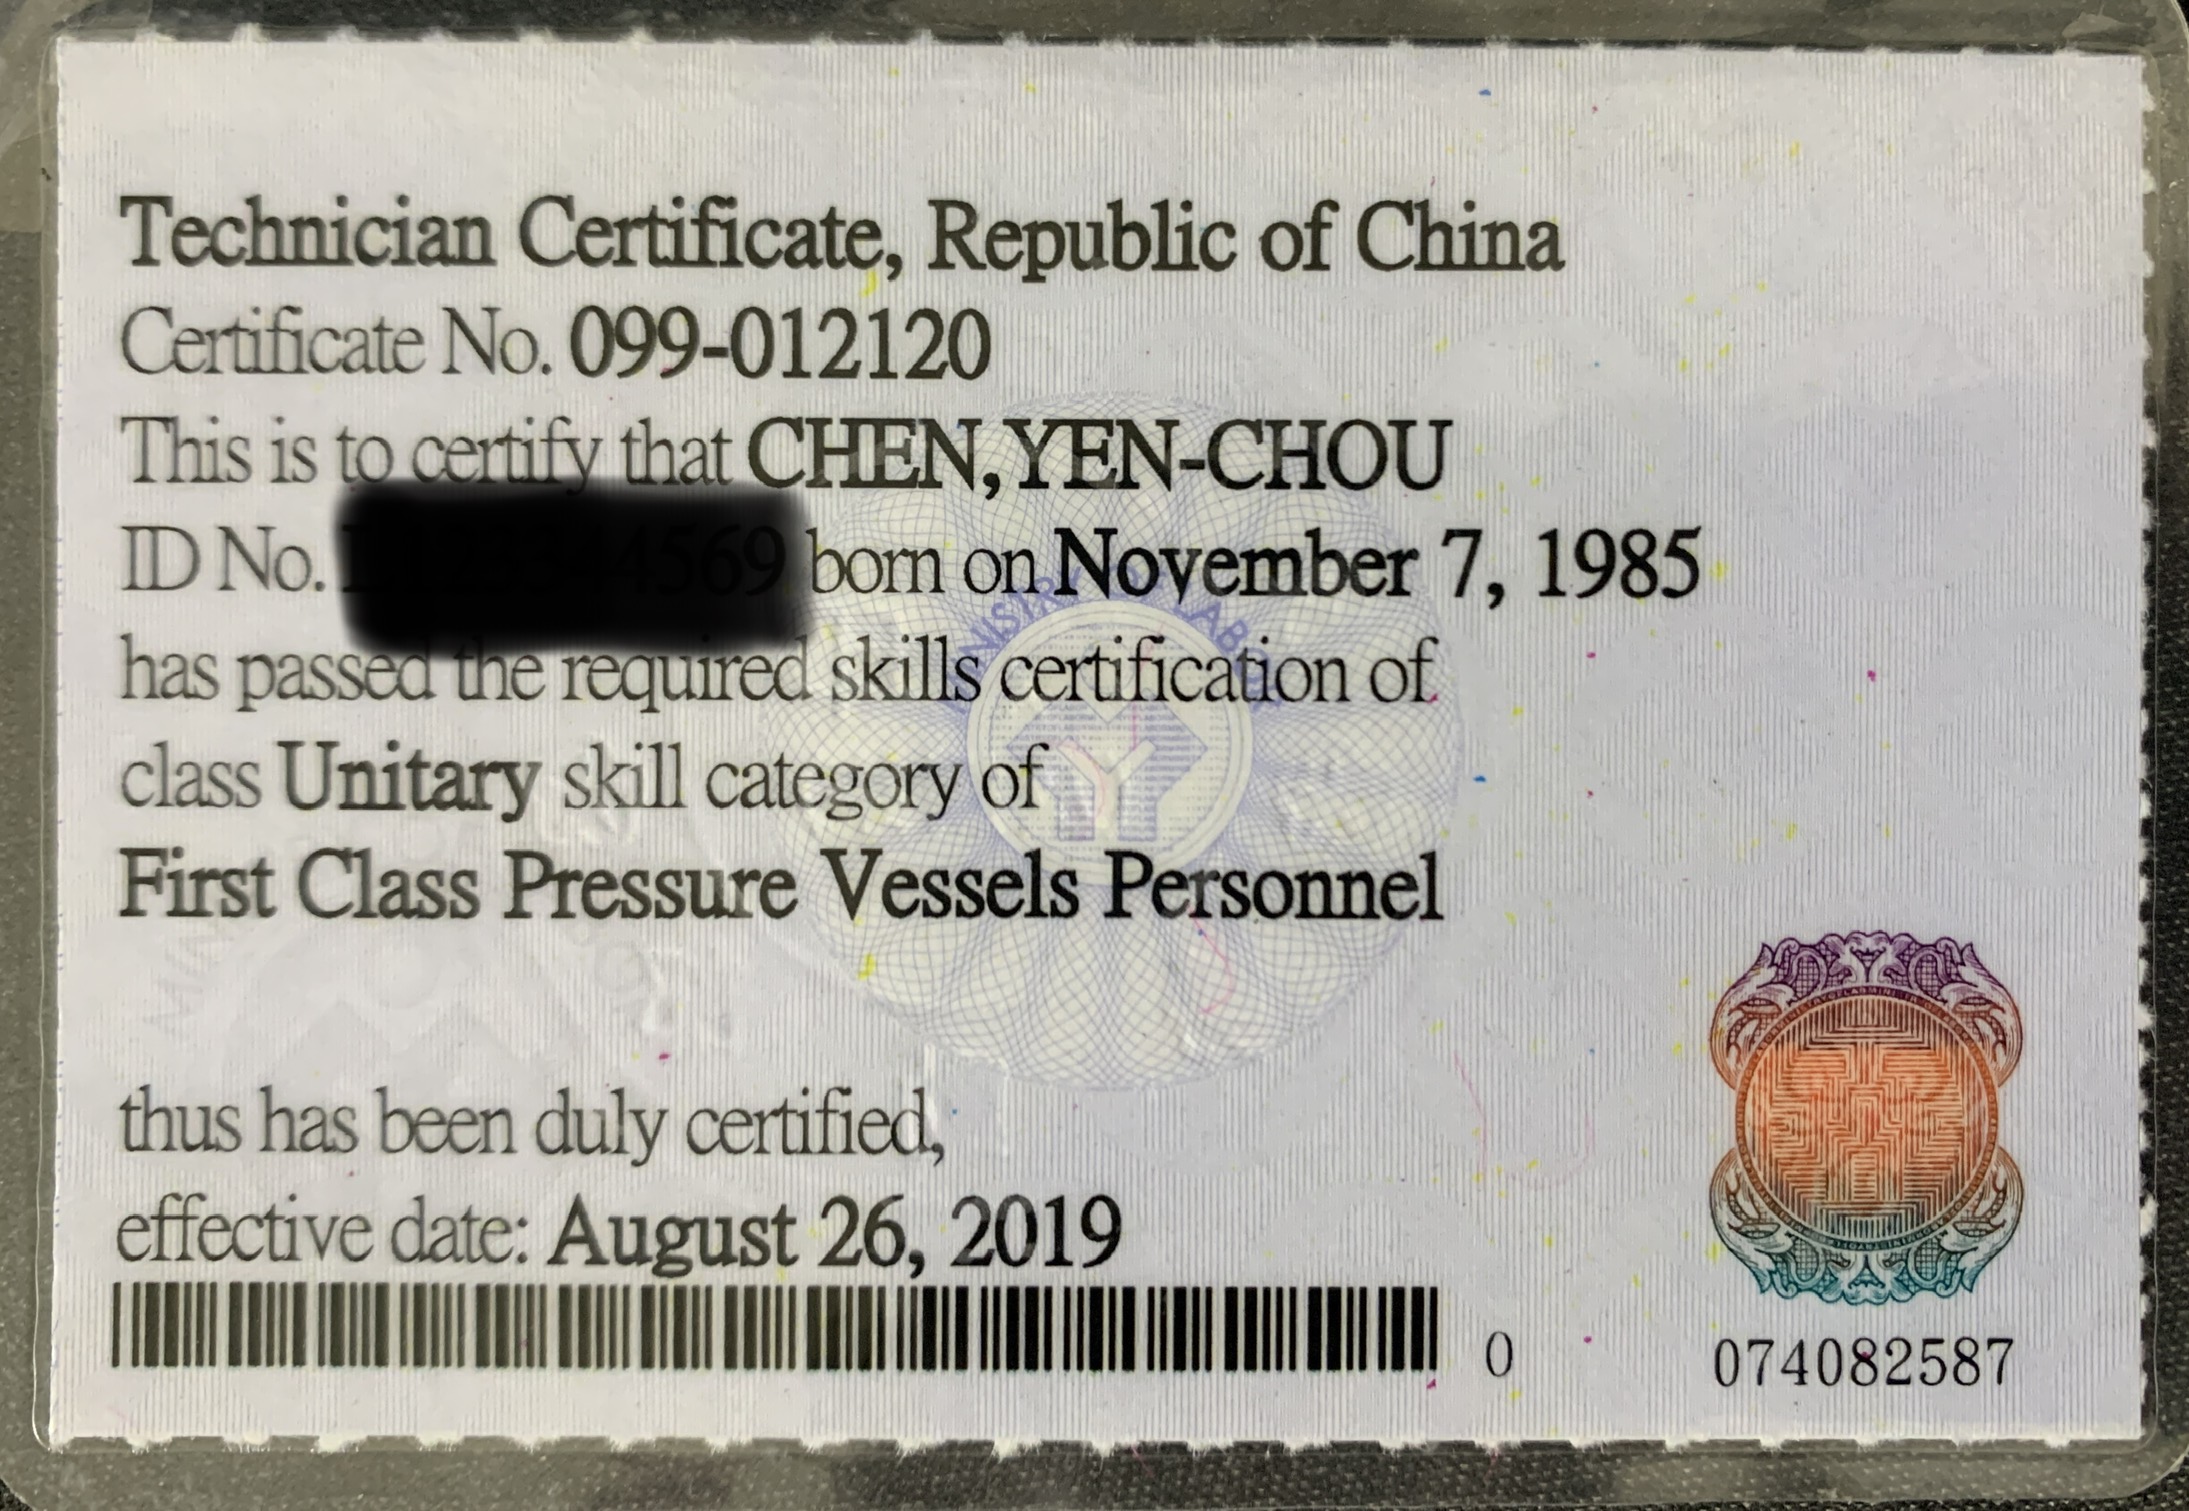 Technician Certificate, Republic of China
Certificate No. 099-012120
This is to certify that CHEN,YEN-CHOU
ID No. born on November 7, 1985
has passed the required skills certification of
class Unitary skill category of
First Class Pressure Vessels Personnel
thus has been duly certified,
effective date: August 26, 2019
0
074082587